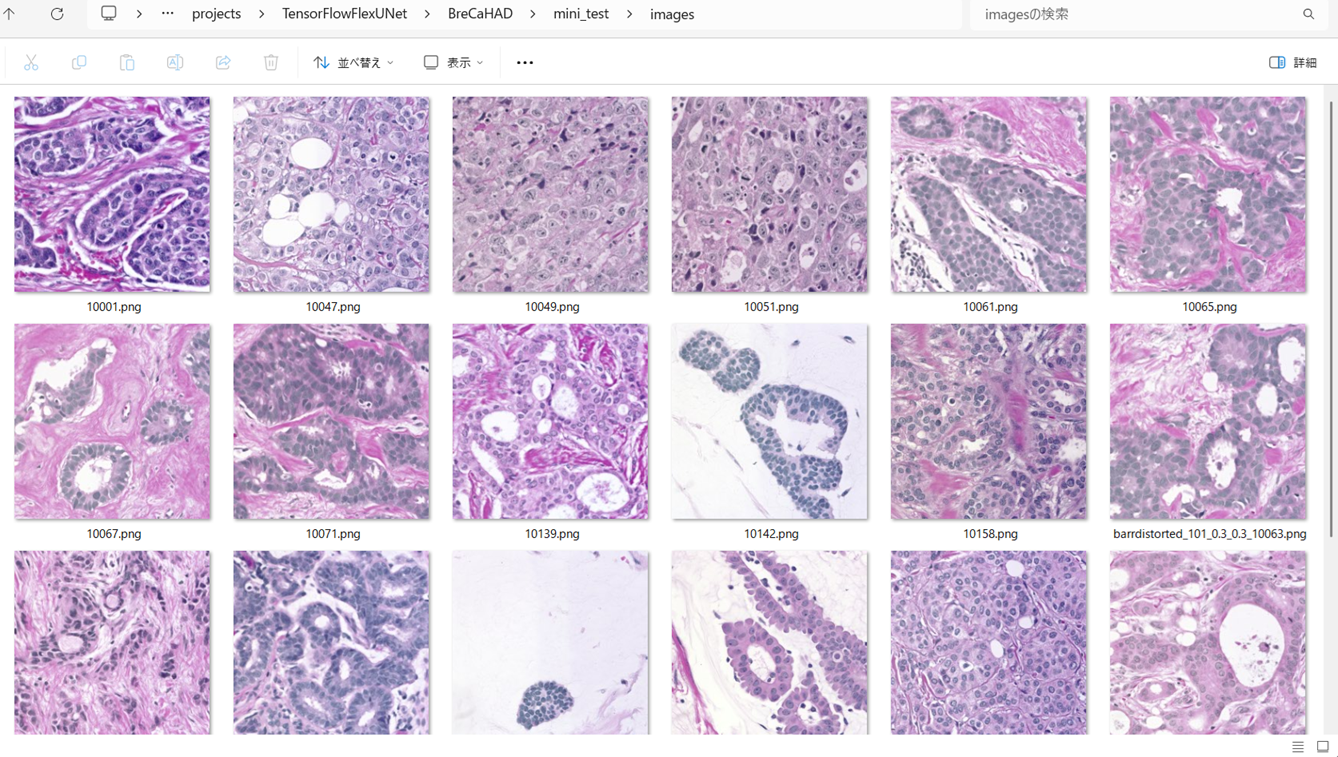 … projects > TensorFlowFlexUNet > BreCaHAD > mini_test > images
imagesの検索
並べ替え
表示
詳細
10001.png
10047.png
10049.png
10051.png
10061.png
10065.png
10067.png
10071.png
10139.png
10142.png
10158.png
barrdistorted_101_0.3_0.3_10063.png